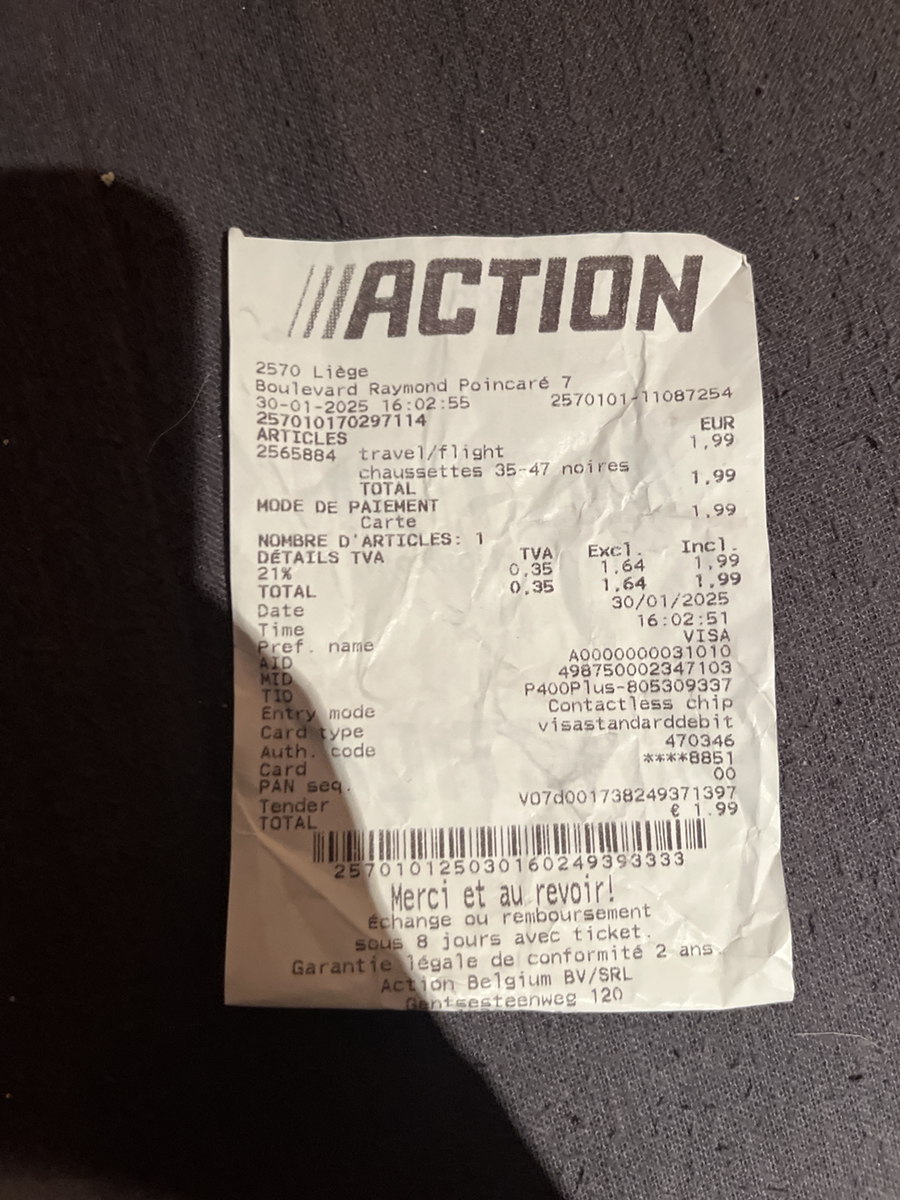 ACTION
2570 Liège
Boulevard Raymond Poincaré 7
30-01-2025 16:02:55 2570101-11087254
257010170297114 EUR
ARTICLES 1,99
2565884 travel/flight
chaussettes 35-47 noires
TOTAL 1,99
MODE DE PAIEMENT
Carte 1,99
NOMBRE D'ARTICLES: 1
DÉTAILS TVA TVA Excl. Incl.
21% 0,35 1,64 1,99
TOTAL 0,35 1,64 1,99
Date 30/01/2025
Time 16:02:51
Pref. name VISA
AID A0000000031010
MID 498750002347103
TID P400Plus-805309337
Entry mode Contactless chip
Card type visastandarddebit
Auth. code 470346
Card ****8851
PAN seq. 00
Tender V07d001738249371397
TOTAL € 1.99
257010125030160249393333
Merci et au revoir!
Échange ou remboursement
sous 8 jours avec ticket.
Garantie légale de conformité 2 ans.
Action Belgium BV/SRL
Gentsesteenweg 120